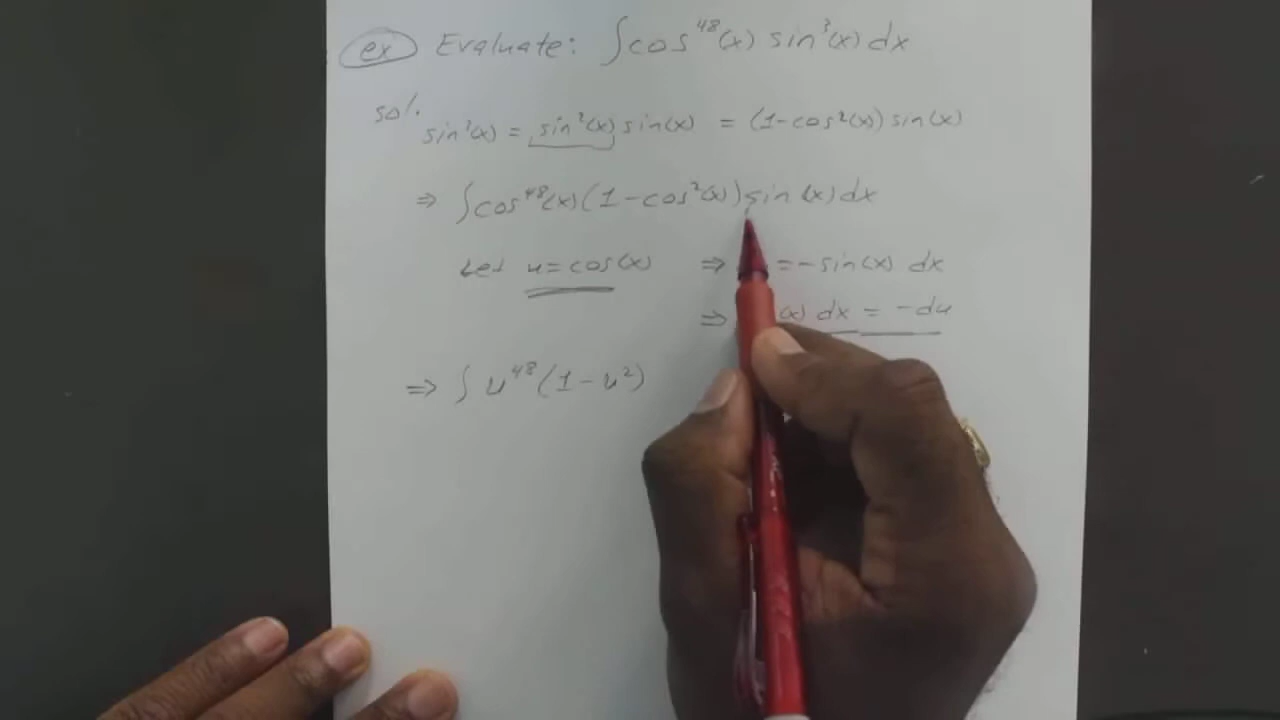 ex Evaluate: ∫cos⁴⁸(x) sin³(x) dx
sol.
sin³(x) = sin²(x) sin(x) = (1-cos²(x)) sin(x)
⇒ ∫cos⁴⁸(x)(1-cos²(x)) sin(x) dx
Let u=cos(x) ⇒ =-sin(x) dx
⇒ (x) dx = -du
⇒ ∫ u⁴⁸(1-u²)